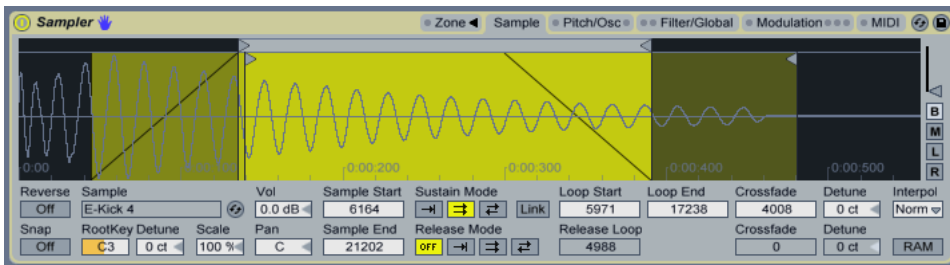 Sampler Zone Sample Pitch/Osc Filter/Global Modulation MIDI
B
M
L
R
0:00 0:00:200 0:00:300 0:00:400 0:00:500
Reverse Sample Vol Sample Start Sustain Mode Loop Start Loop End Crossfade Detune Interpol
Off E-Kick 4 0.0 dB 6164 Link 5971 17238 4008 0 ct Norm
Snap RootKey Detune Scale Pan Sample End Release Mode Release Loop Crossfade Detune
Off C3 0 ct 100 % C 21202 OFF 4988 0 0 ct RAM